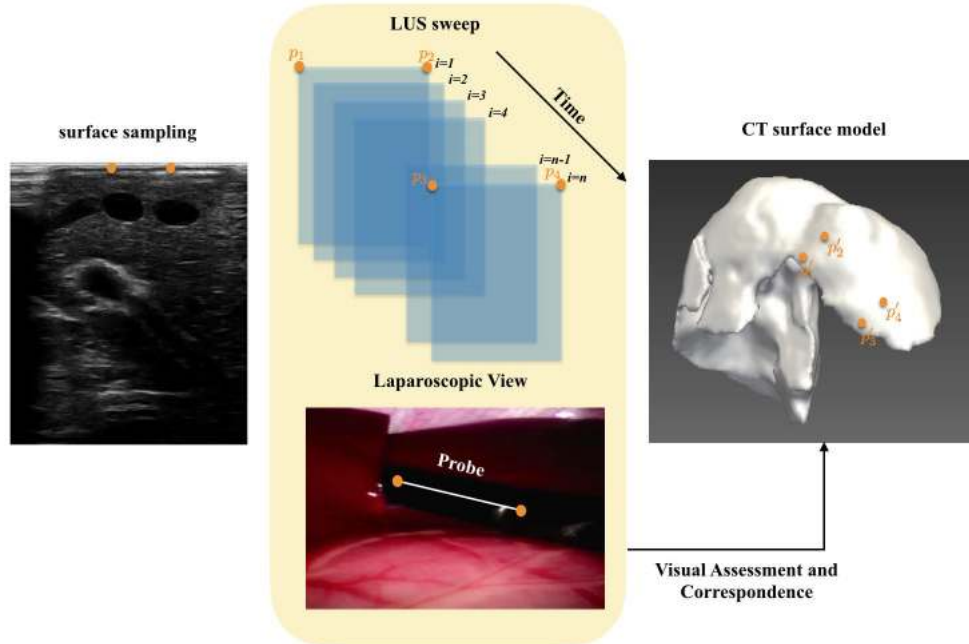 LUS sweep
p1
p2
i=1
i=2
i=3
i=4
Time
surface sampling
CT surface model
i=n-1
p3
p4
i=n
p'2
p'4
p'3
Laparoscopic View
Probe
Visual Assessment and
Correspondence